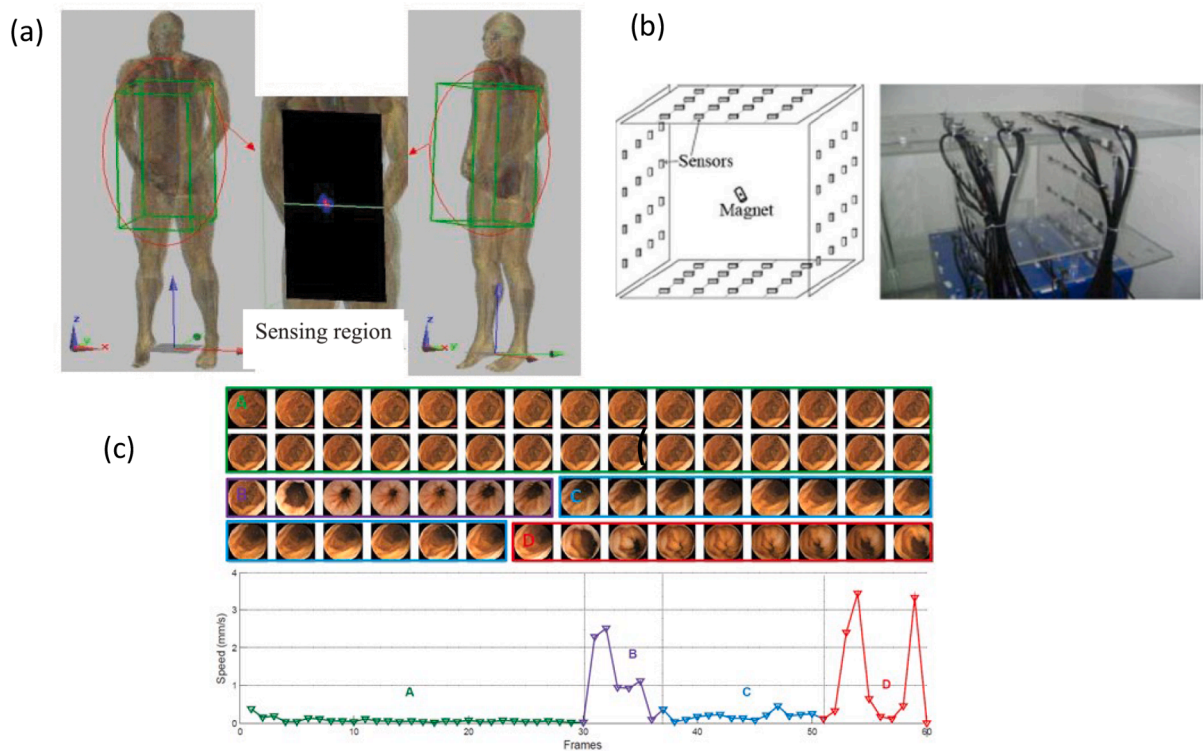 (a)
z
y
x
Sensing region
z
y
(b)
Sensors
Magnet
(c)
A
B
C
D
4
3
2
1
0
Speed (mm/s)
A
B
C
D
0
10
20
30
40
50
60
Frames